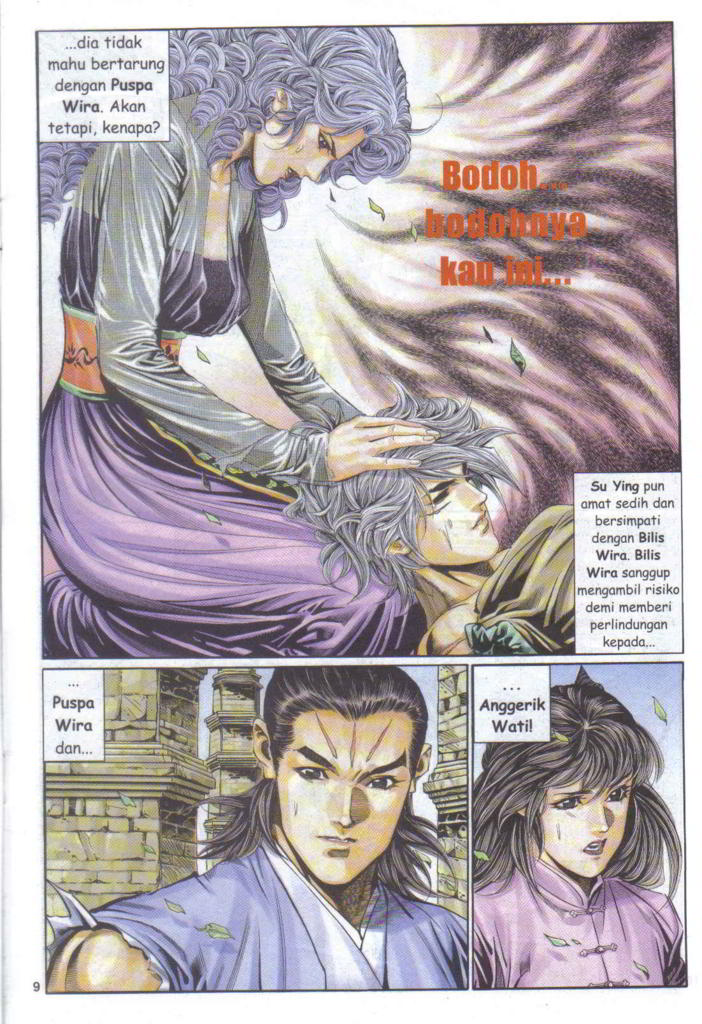 ...dia tidak
mahu bertarung
dengan Puspa
Wira. Akan
tetapi, kenapa?
Bodoh...
bodohnya
kau ini...
Su Ying pun
amat sedih dan
bersimpati
dengan Bilis
Wira. Bilis
Wira sanggup
mengambil risiko
demi memberi
perlindungan
kepada...
...
Puspa
Wira
dan...
...
Anggerik
Wati!
9